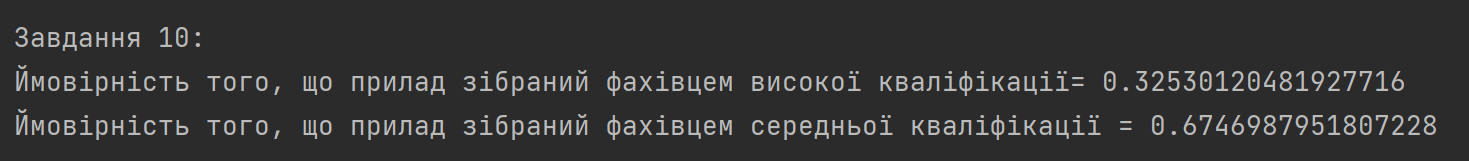 Завдання 10:
Ймовірність того, що прилад зібраний фахівцем високої кваліфікації= 0.32530120481927716
Ймовірність того, що прилад зібраний фахівцем середньої кваліфікації = 0.6746987951807228